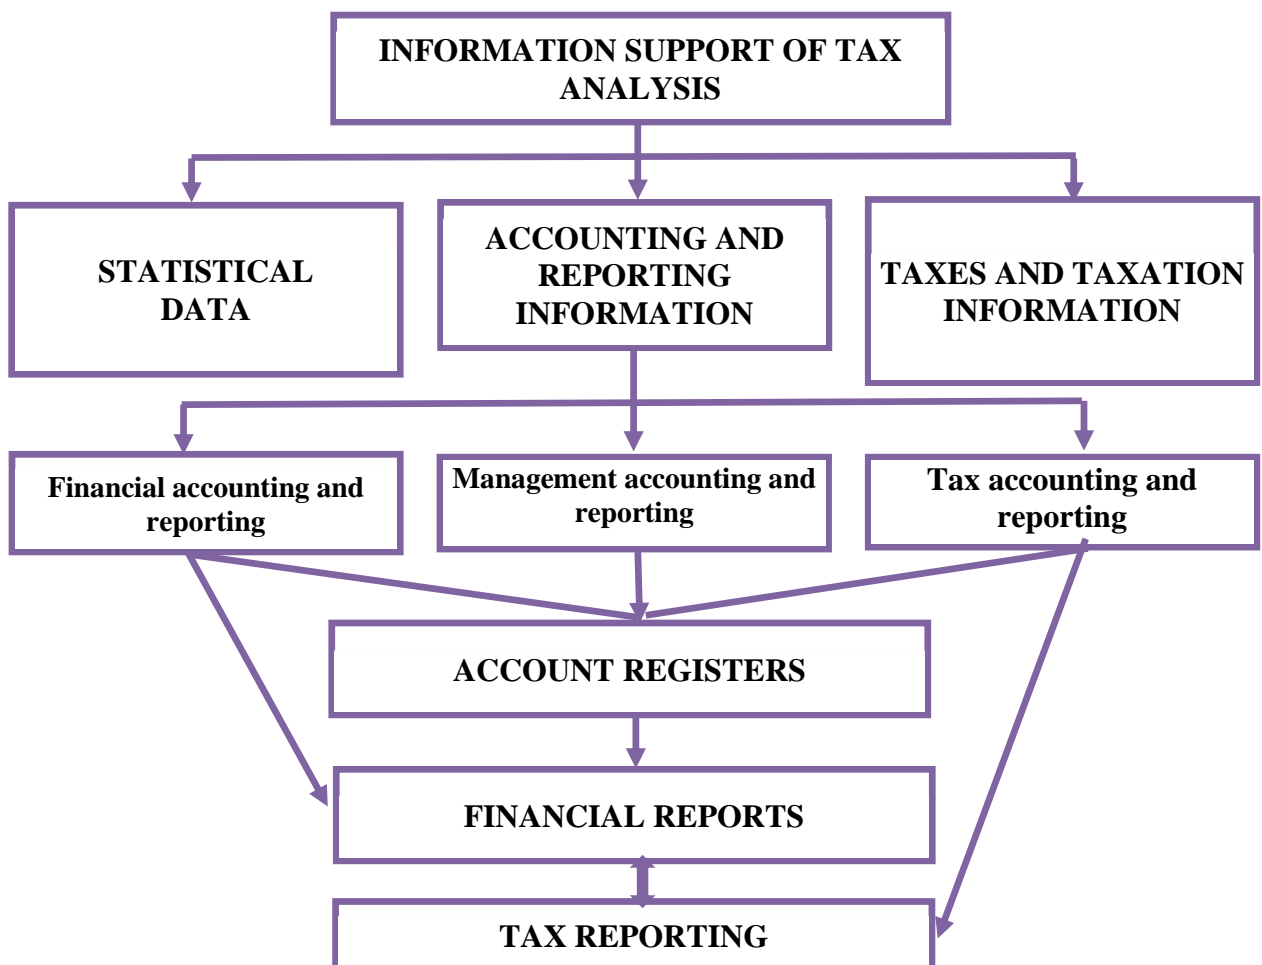 INFORMATION SUPPORT OF TAX
ANALYSIS
STATISTICAL
DATA
ACCOUNTING AND
REPORTING
INFORMATION
TAXES AND TAXATION
INFORMATION
Financial accounting and
reporting
Management accounting and
reporting
Tax accounting and
reporting
ACCOUNT REGISTERS
FINANCIAL REPORTS
TAX REPORTING